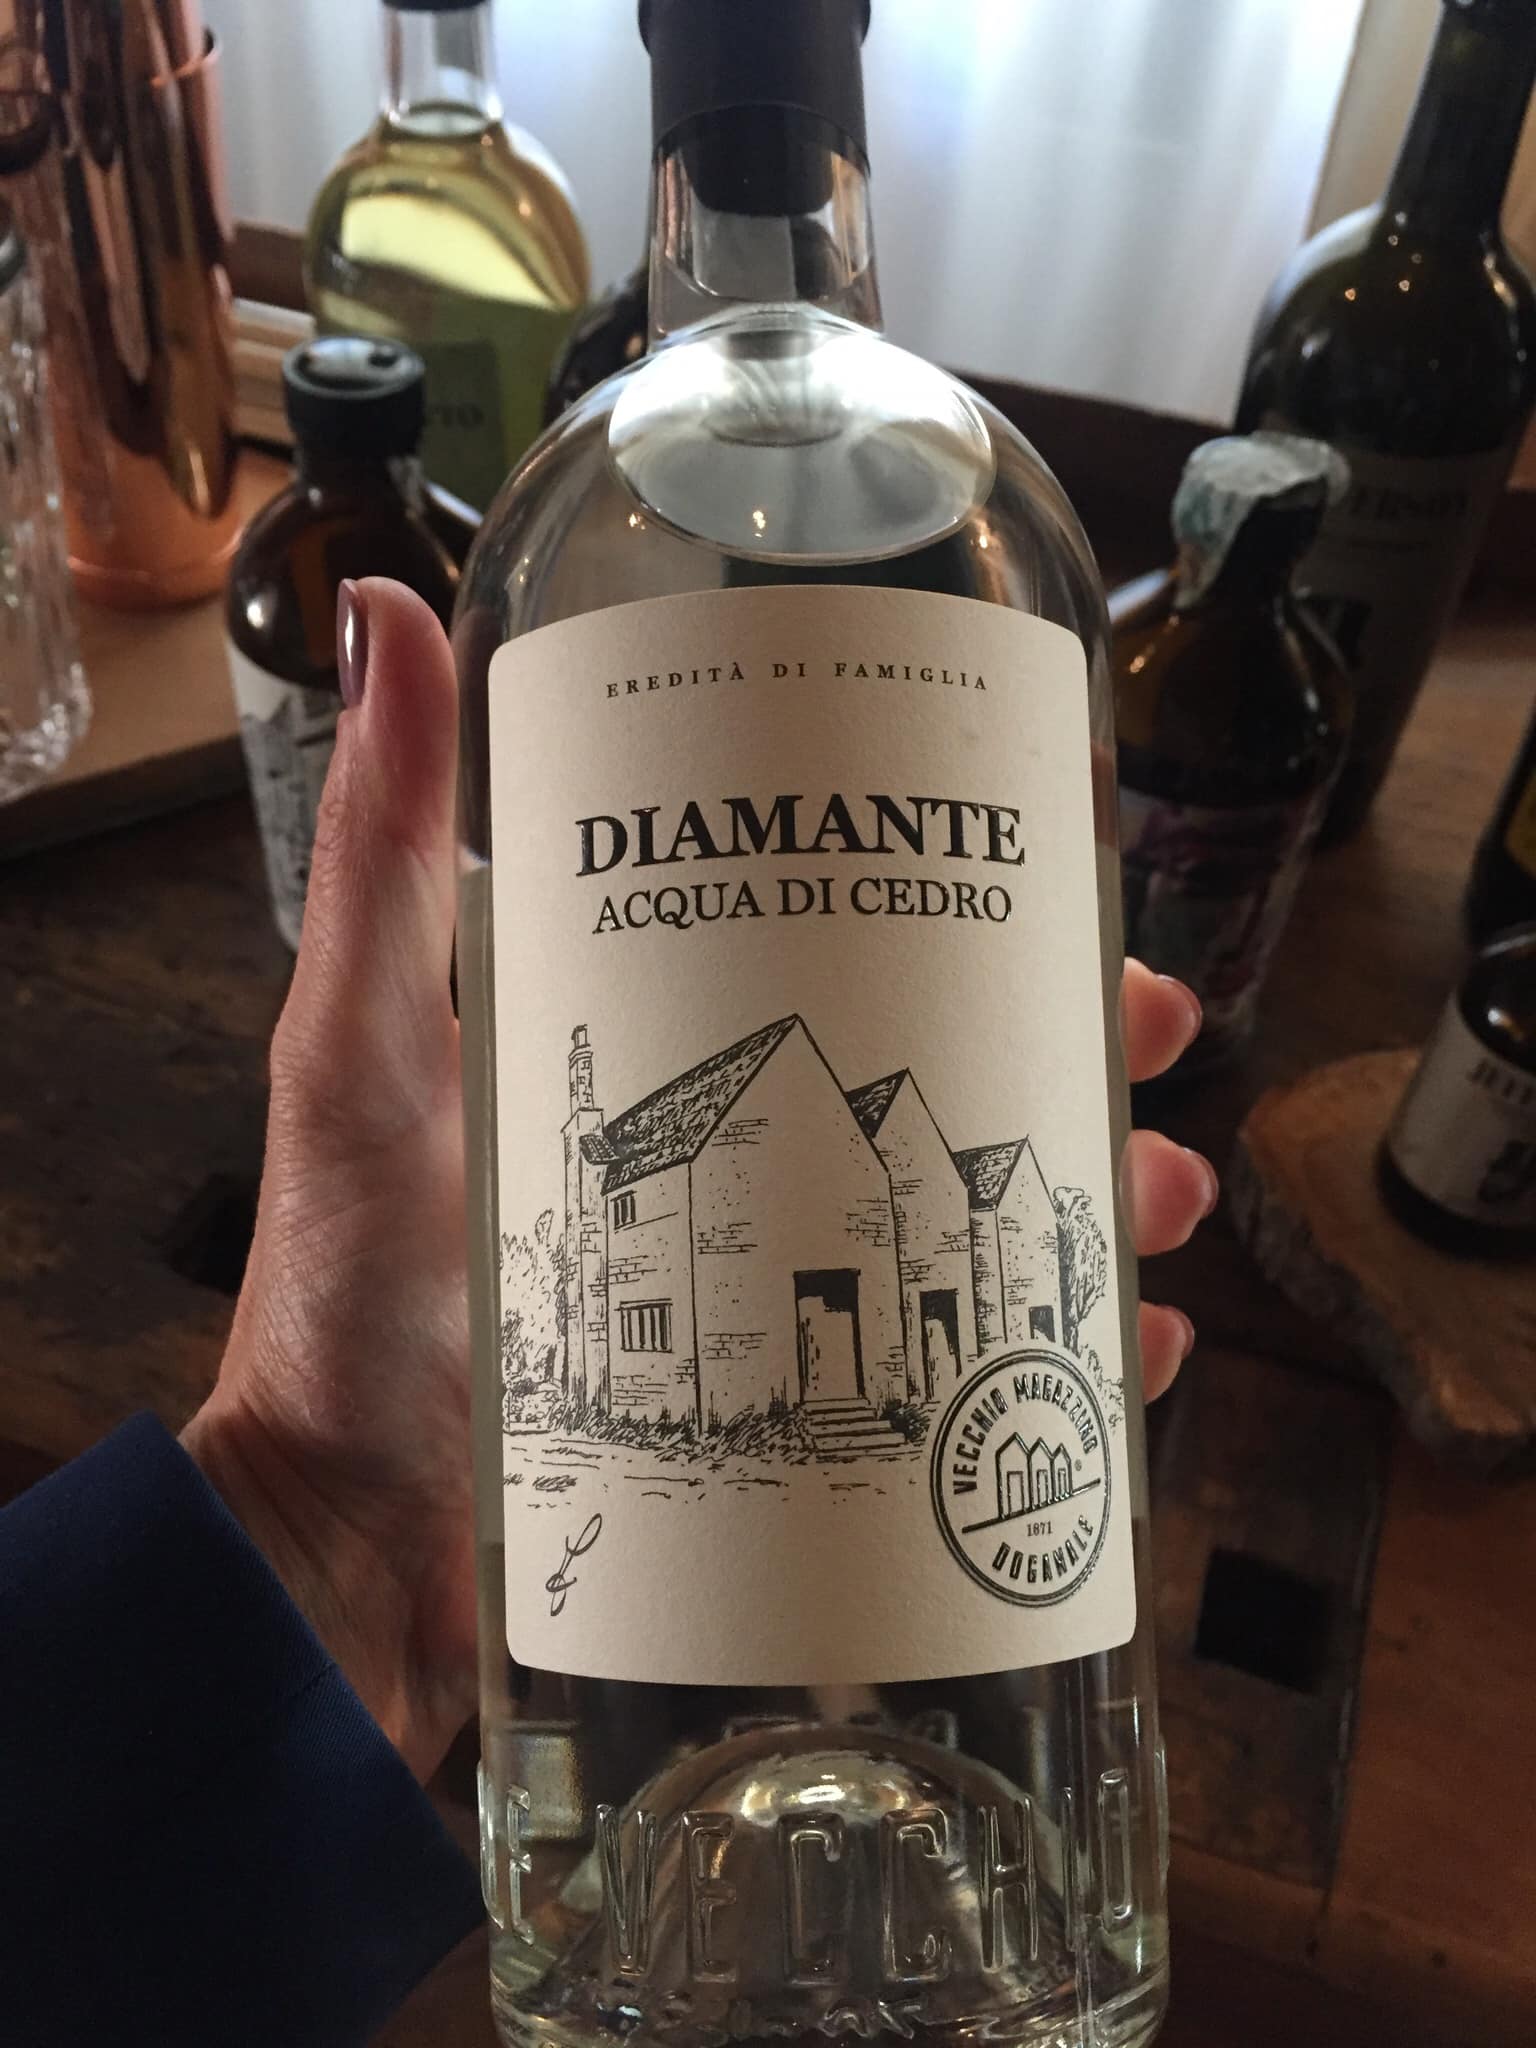 EREDITÀ DI FAMIGLIA
DIAMANTE
ACQUA DI CEDRO
VECCHIO MAGAZZINO
®
1871
DOGANALE
VECCHIO